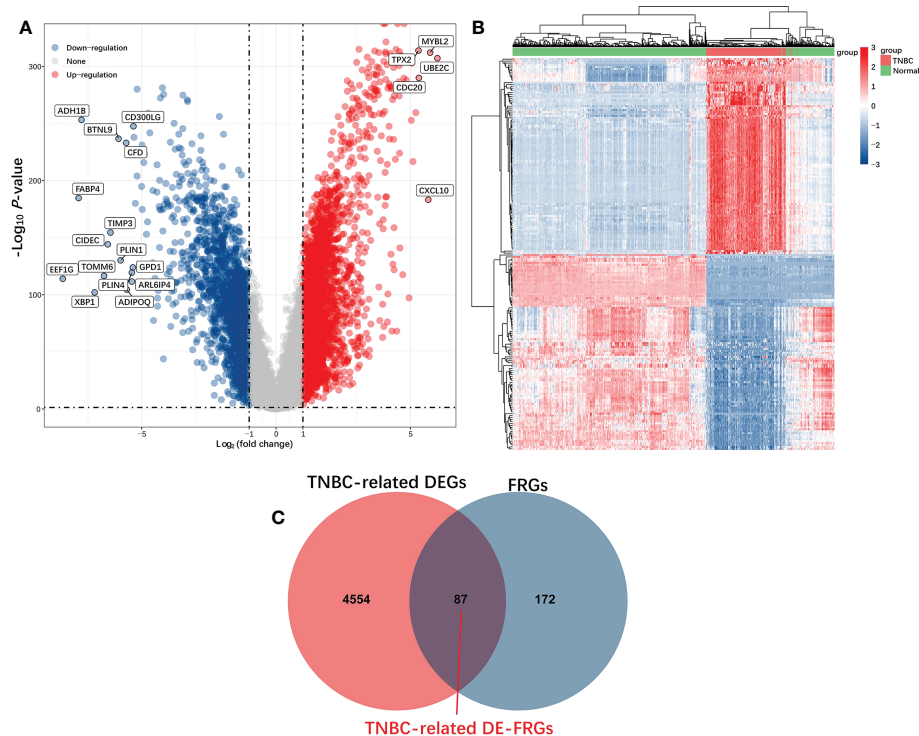 A
Down-regulation
None
Up-regulation
MYBL2
TPX2
UBE2C
CDC20
ADH1B
CD300LG
BTNL9
CFD
FABP4
CXCL10
TIMP3
CIDEC
PLIN1
EEF1G
TOMM6
GPD1
PLIN4
ARL6IP4
XBP1
ADIPOQ
300
200
100
0
-Log10 P-value
-5
-1
0
1
5
Log2 (fold change)
B
group
3
2
1
0
-1
-2
-3
group
TNBC
Normal
C
TNBC-related DEGs
FRGs
4554
87
172
TNBC-related DE-FRGs